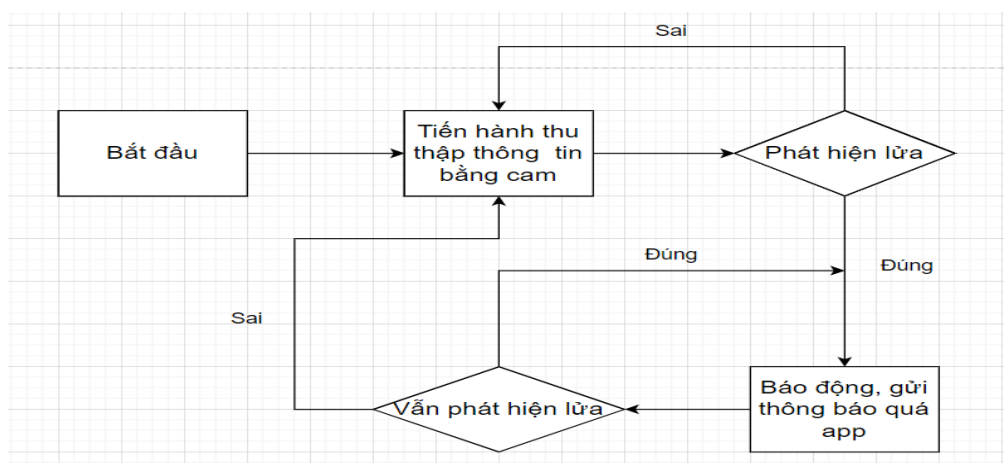 Sai
Bắt đầu
Tiến hành thu
thập thông tin
bằng cam
Phát hiện lửa
Đúng
Đúng
Sai
Vẫn phát hiện lửa
Báo động, gửi
thông báo quá
app